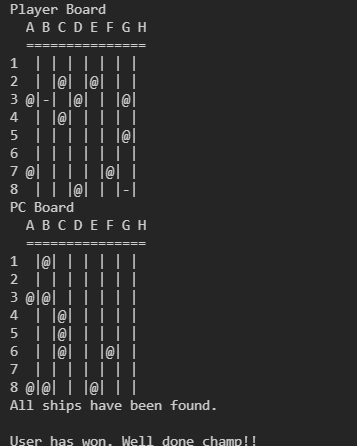 Player Board
  A B C D E F G H
  ===============
1  | | | | | | |
2  | |@| |@| | |
3 @|-| |@| | |@|
4  | |@| | | | |
5  | | | | | |@|
6  | | | | | | |
7 @| | | | |@| |
8  | | |@| | |-|
PC Board
  A B C D E F G H
  ===============
1  |@| | | | | |
2  | | | | | | |
3 @|@| | | | | |
4  | |@| | | | |
5  | |@| | | | |
6  | |@| | |@| |
7  | | | | | | |
8 @|@| | |@| | |
All ships have been found.
User has won. Well done champ!!